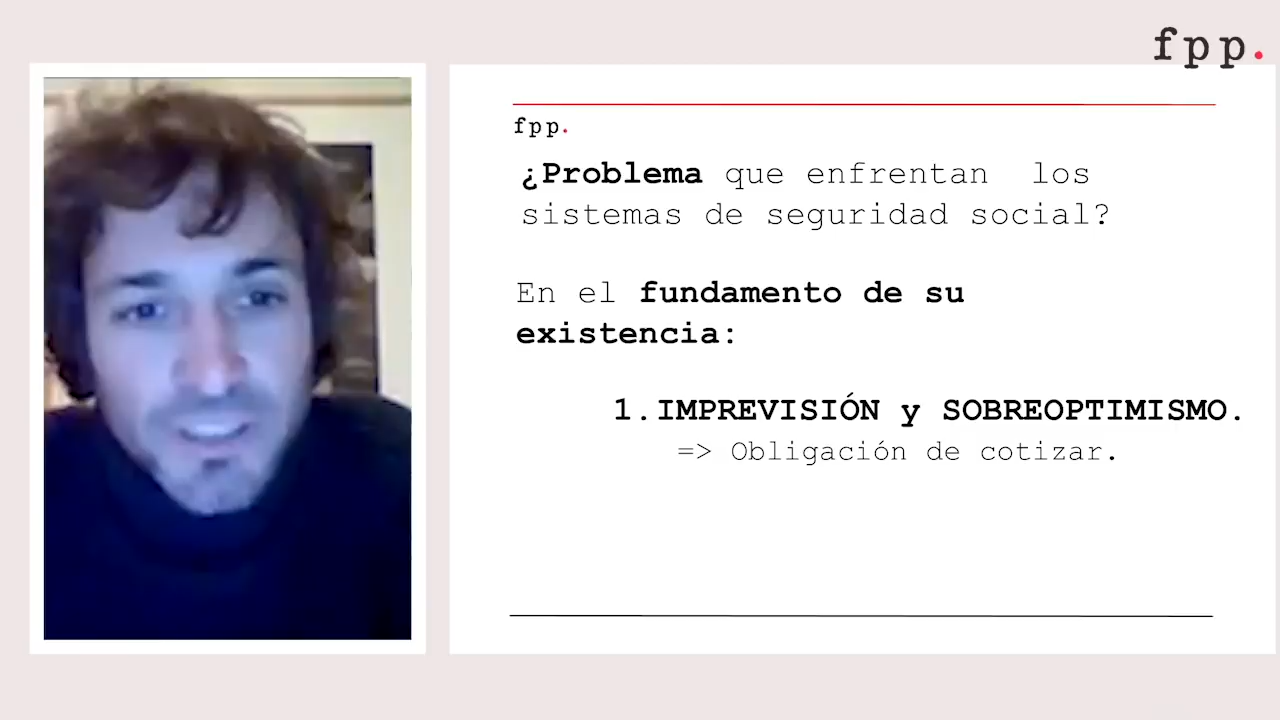 fpp.
fpp.
¿Problema que enfrentan los
sistemas de seguridad social?
En el fundamento de su
existencia:
1.IMPREVISIÓN y SOBREOPTIMISMO.
=> Obligación de cotizar.